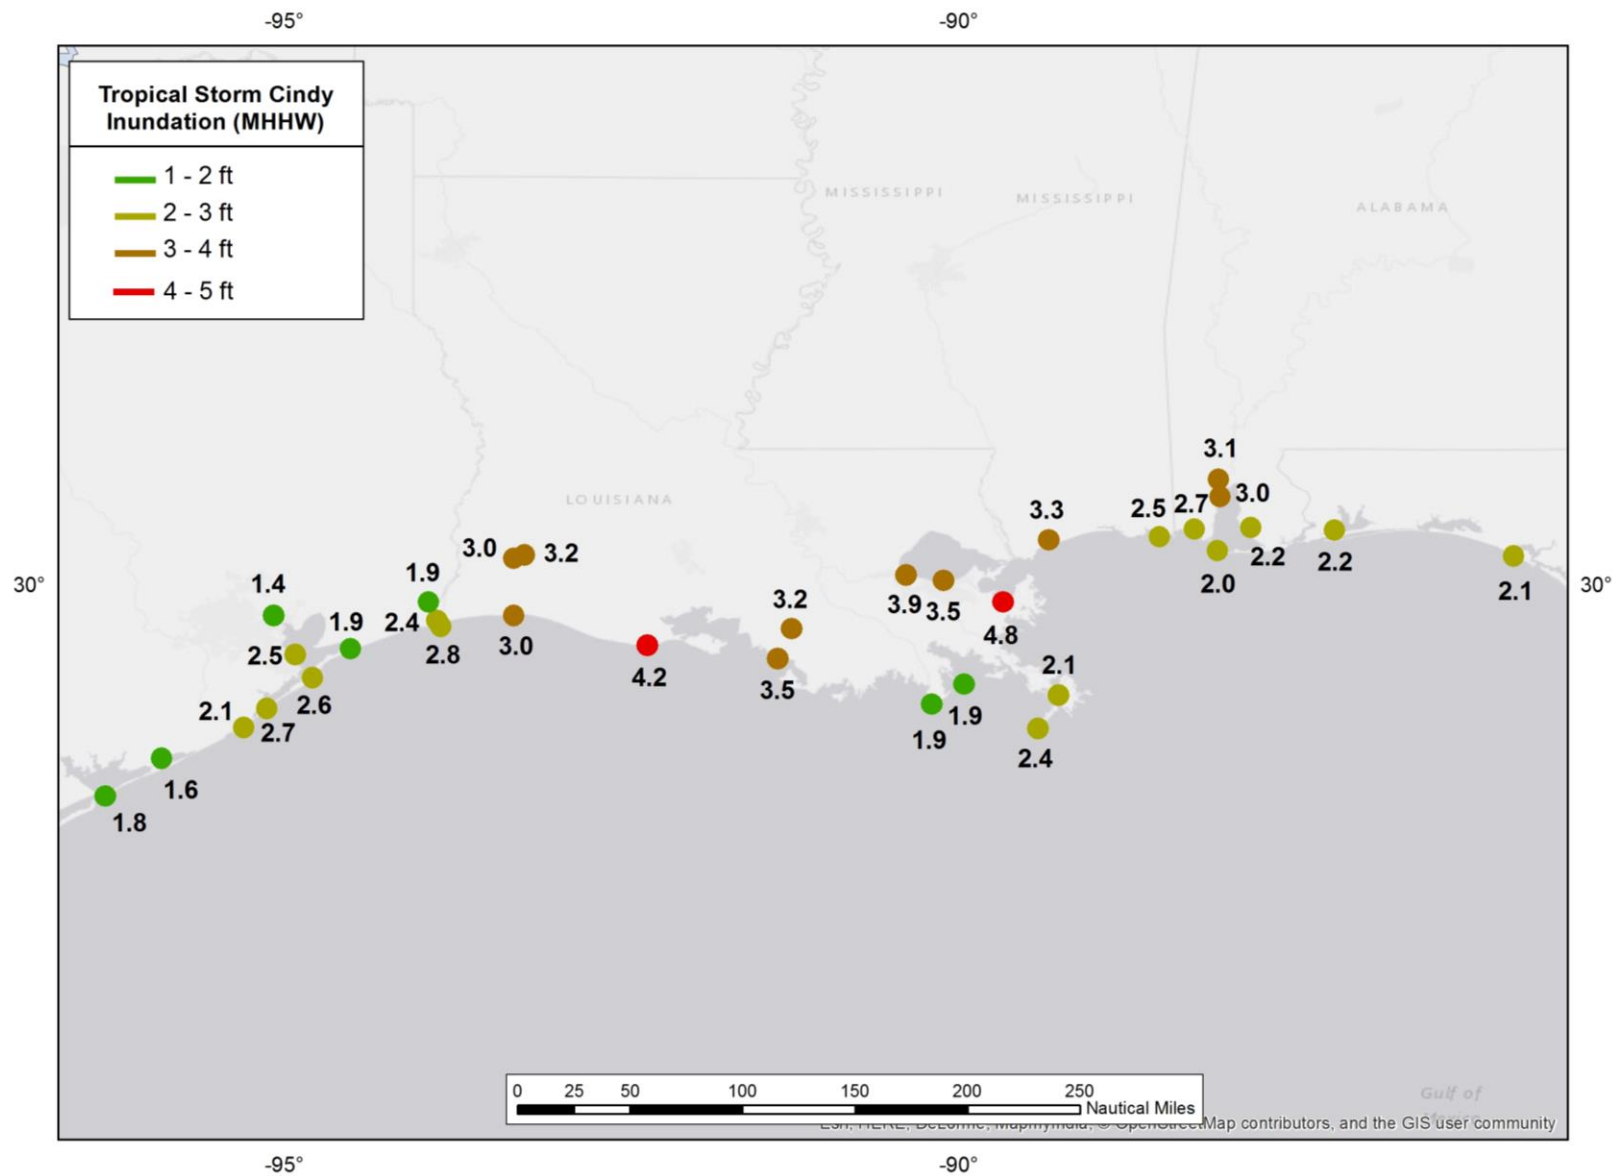 -95°
-90°
Tropical Storm Cindy
Inundation (MHHW)
1 - 2 ft
2 - 3 ft
3 - 4 ft
4 - 5 ft
MISSISSIPPI
MISSISSIPPI
ALABAMA
LOUISIANA
3.1
3.0
2.5
2.7
3.3
2.2
2.0
2.2
2.1
3.0
3.2
30°
30°
1.4
1.9
1.9
2.4
2.8
3.0
3.2
3.9
3.5
4.8
2.5
4.2
3.5
2.1
2.6
2.1
2.7
1.9
1.9
2.4
1.6
1.8
0 25 50 100 150 200 250
Nautical Miles
Gulf of
Map contributors, and the GIS user community
-95°
-90°